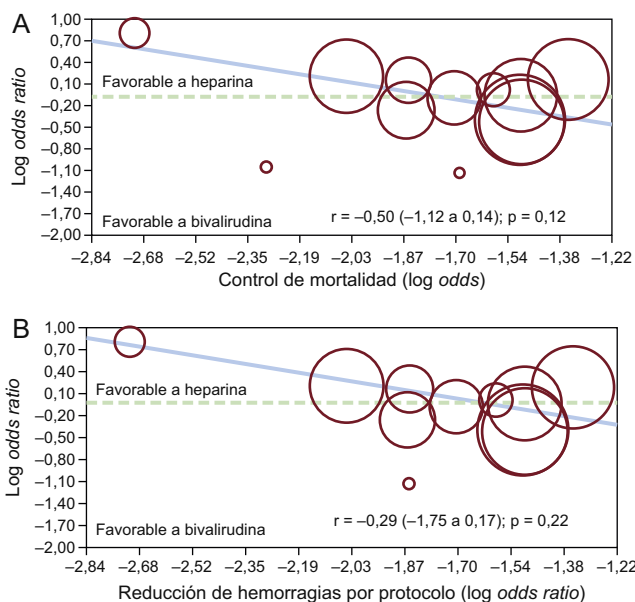 A
Log odds ratio
1,00
0,70
0,40
0,10
–0,20
–0,50
–0,80
–1,10
–1,40
–1,70
–2,00
Favorable a heparina
Favorable a bivalirudina
r = –0,50 (–1,12 a 0,14); p = 0,12
–2,84 –2,68 –2,51 –2,35 –2,19 –2,03 –1,87 –1,70 –1,54 –1,38 –1,22
Control de mortalidad (log odds)
B
Log odds ratio
1,00
0,70
0,40
0,10
–0,20
–0,50
–0,80
–1,10
–1,40
–1,70
–2,00
Favorable a heparina
Favorable a bivalirudina
r = –0,29 (–1,75 a 0,17); p = 0,22
–2,84 –2,67 –2,51 –2,35 –2,19 –2,03 –1,87 –1,70 –1,54 –1,38 –1,22
Reducción de hemorragias por protocolo (log odds ratio)